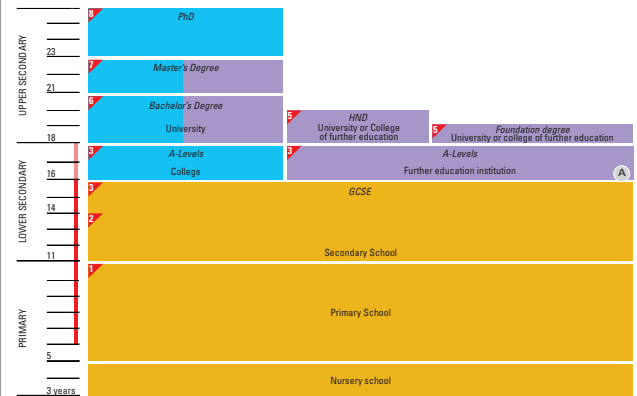 UPPER SECONDARY
LOWER SECONDARY
PRIMARY
23
21
18
16
14
11
5
3 years
8
PhD
7
Master's Degree
6
Bachelor's Degree
University
5
HND
University or College
of further education
5
Foundation degree
University or college of further education
3
A-Levels
College
3
A-Levels
Further education institution
A
3
GCSE
2
Secondary School
1
Primary School
Nursery school